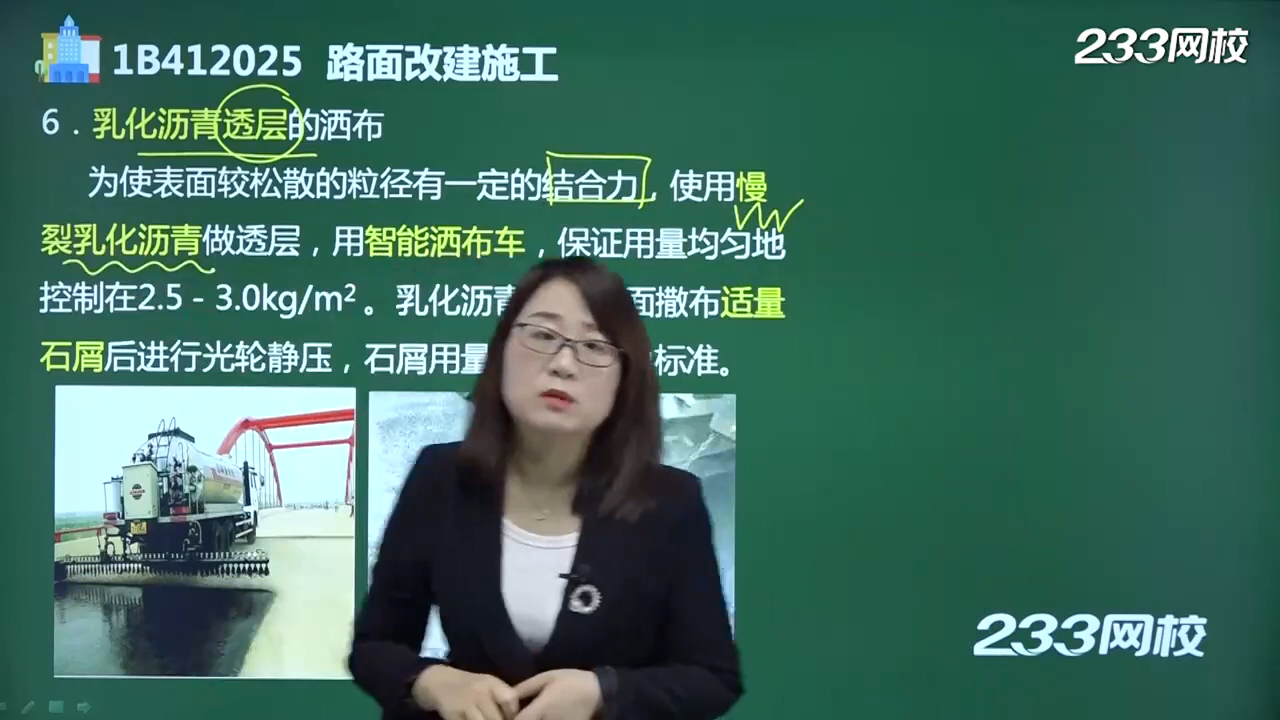 1B412025 路面改建施工
233网校
6．乳化沥青透层的洒布
为使表面较松散的粒径有一定的结合力，使用慢
裂乳化沥青做透层，用智能洒布车，保证用量均匀地
控制在2.5－3.0kg/m²。乳化沥青 面撒布适量
石屑后进行光轮静压，石屑用量 标准。
233网校